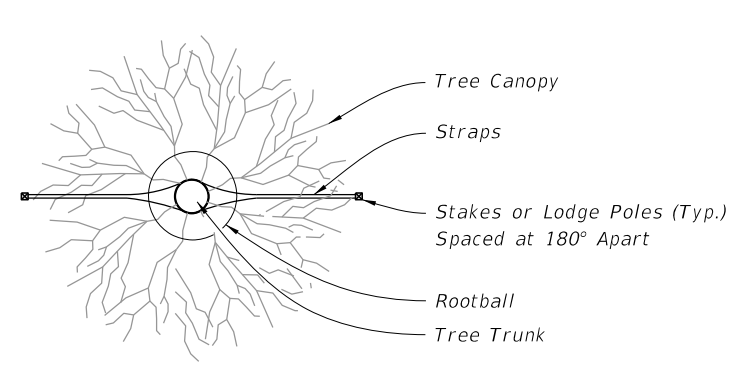 Tree Canopy
Straps
Stakes or Lodge Poles (Typ.)
Spaced at 180° Apart
Rootball
Tree Trunk